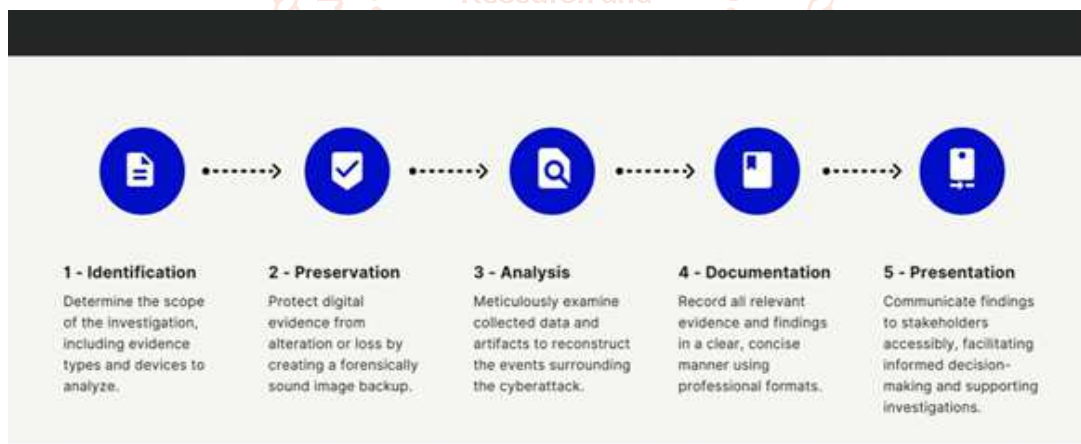 Research and
1 - Identification
Determine the scope
of the investigation,
including evidence
types and devices to
analyze.
2 - Preservation
Protect digital
evidence from
alteration or loss by
creating a forensically
sound image backup.
3 - Analysis
Meticulously examine
collected data and
artifacts to reconstruct
the events surrounding
the cyberattack.
4 - Documentation
Record all relevant
evidence and findings
in a clear, concise
manner using
professional formats.
5 - Presentation
Communicate findings
to stakeholders
accessibly, facilitating
informed decision-
making and supporting
investigations.